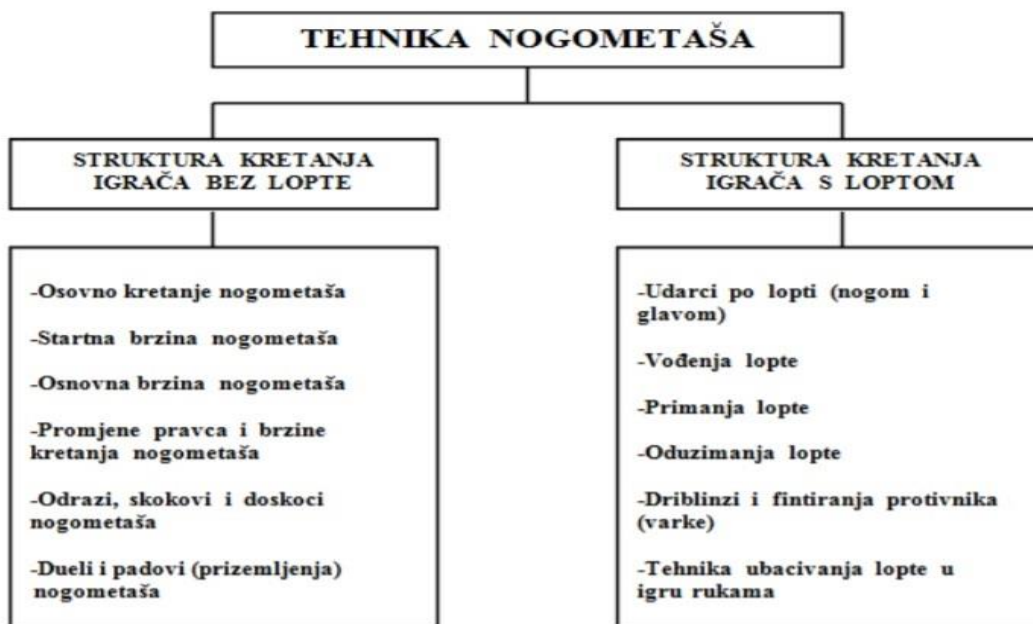 TEHNIKA NOGOMETAŠA
STRUKTURA KRETANJA
IGRAČA BEZ LOPTE
-Osovno kretanje nogometaša
-Startna brzina nogometaša
-Osnovna brzina nogometaša
-Promjene pravca i brzine
kretanja nogometaša
-Odrazi, skokovi i doskoci
nogometaša
-Dueli i padovi (prizemljenja)
nogometaša
STRUKTURA KRETANJA
IGRAČA S LOPTOM
-Udarci po lopti (nogom i
glavom)
-Vođenja lopte
-Primanja lopte
-Oduzimanja lopte
-Driblinzi i fintiranja protivnika
(varke)
-Tehnika ubacivanja lopte u
igru rukama